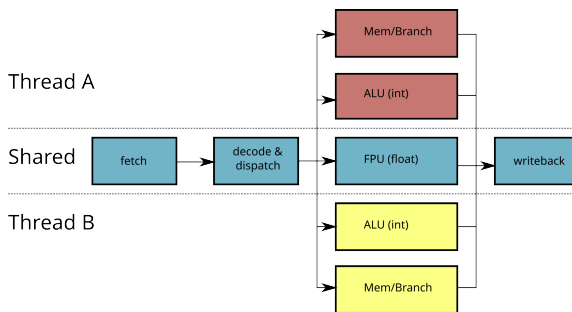 Mem/Branch
Thread A
ALU (int)
Shared
fetch
decode &
dispatch
FPU (float)
writeback
Thread B
ALU (int)
Mem/Branch